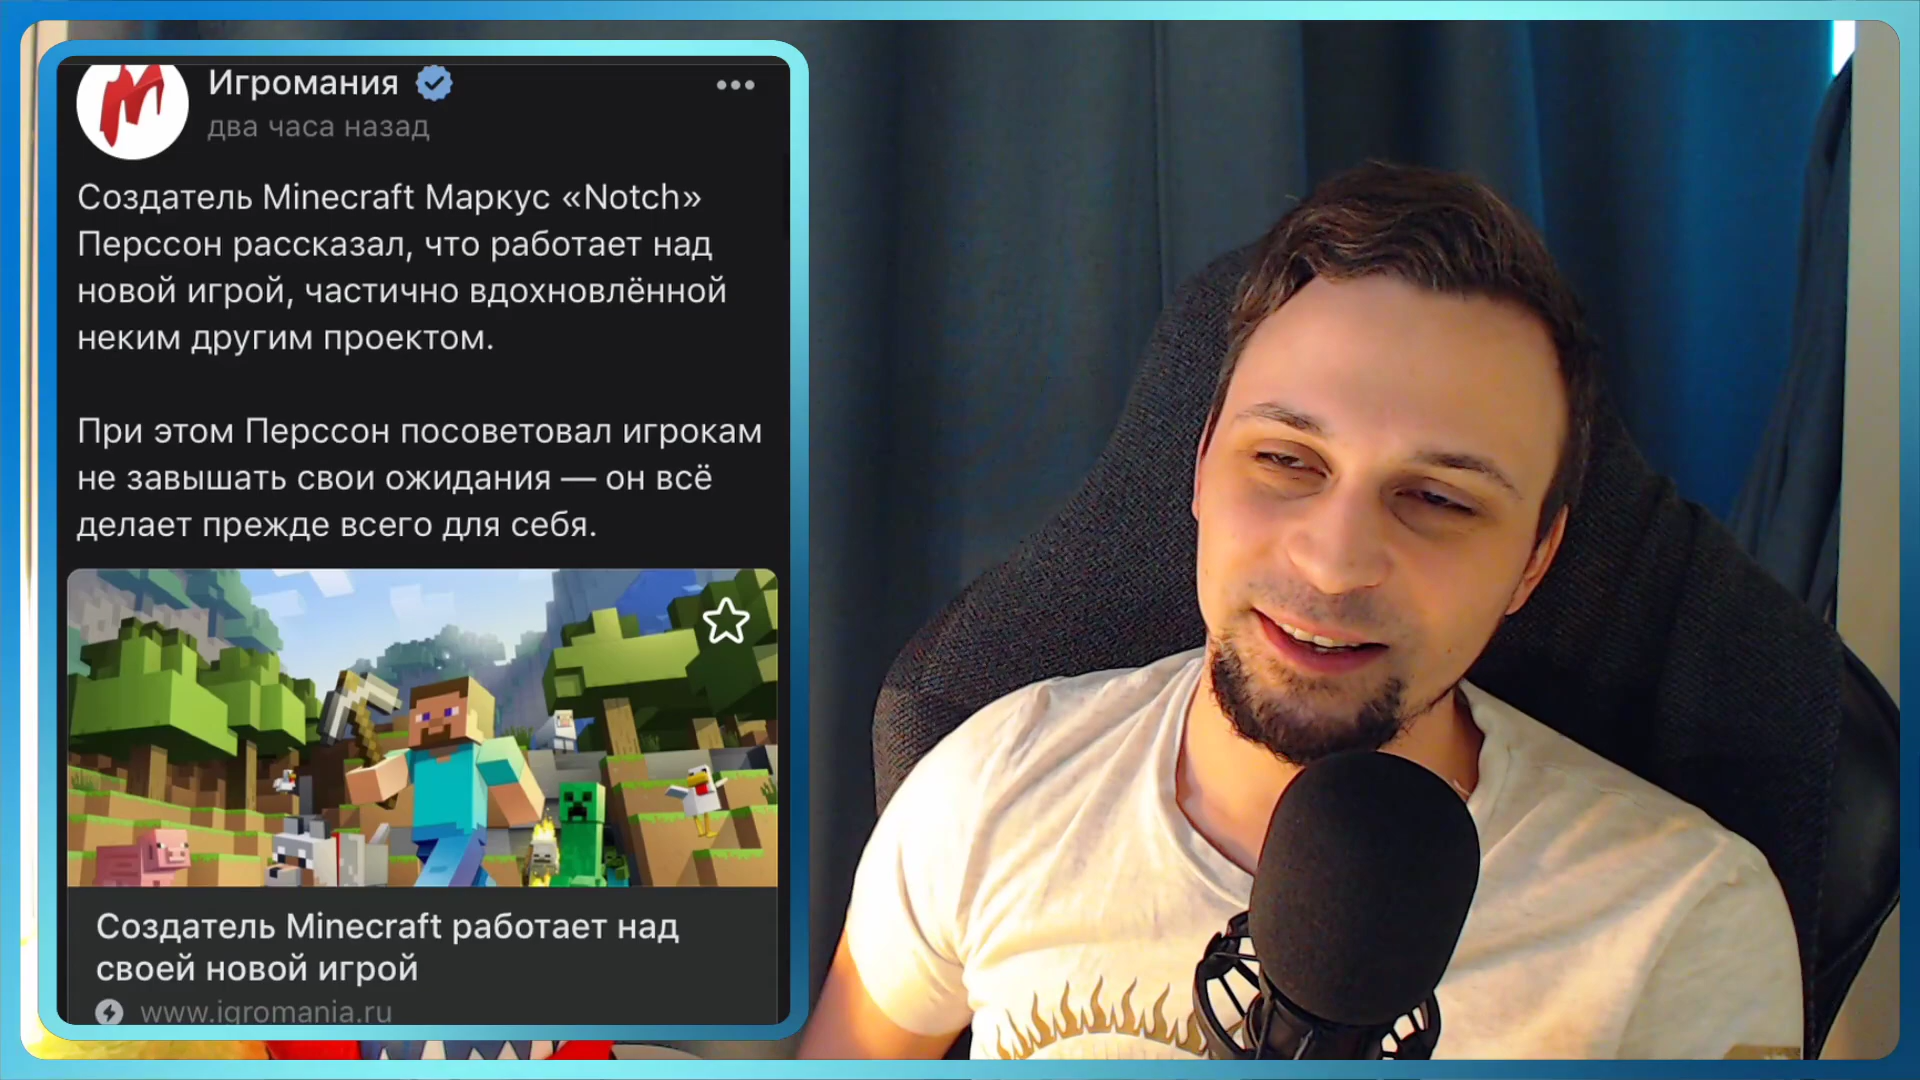 Игромания
два часа назад
Создатель Minecraft Маркус «Notch»
Перссон рассказал, что работает над
новой игрой, частично вдохновлённой
неким другим проектом.
При этом Перссон посоветовал игрокам
не завышать свои ожидания — он всё
делает прежде всего для себя.
Создатель Minecraft работает над
своей новой игрой
www.igromania.ru